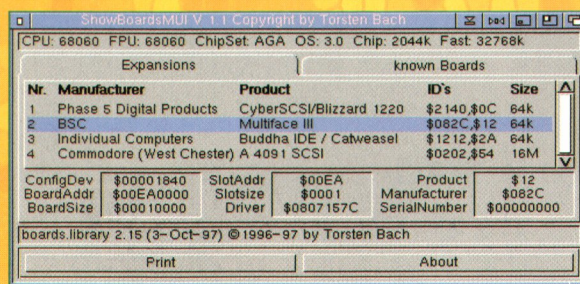 ShowBoardsMUI V 1.1 Copyright by Torsten Bach
CPU: 68060 FPU: 68060 ChipSet: AGA OS: 3.0 Chip: 2044k Fast: 32768k
Expansions known Boards
Nr. Manufacturer Product ID's Size
1 Phase 5 Digital Products CyberSCSI/Blizzard 1220 $2140,$0C 64k
2 BSC Multiface III $082C,$12 64k
3 Individual Computers Buddha IDE / Catweasel $1212,$2A 64k
4 Commodore (West Chester) A 4091 SCSI $0202,$54 16M
ConfigDev $00001840 SlotAddr $00EA Product $12
BoardAddr $00EA0000 Slotsize $0001 Manufacturer $082C
BoardSize $00010000 Driver $0807157C SerialNumber $00000000
boards.library 2.15 (3-Oct-97) ©1996-97 by Torsten Bach
Print About